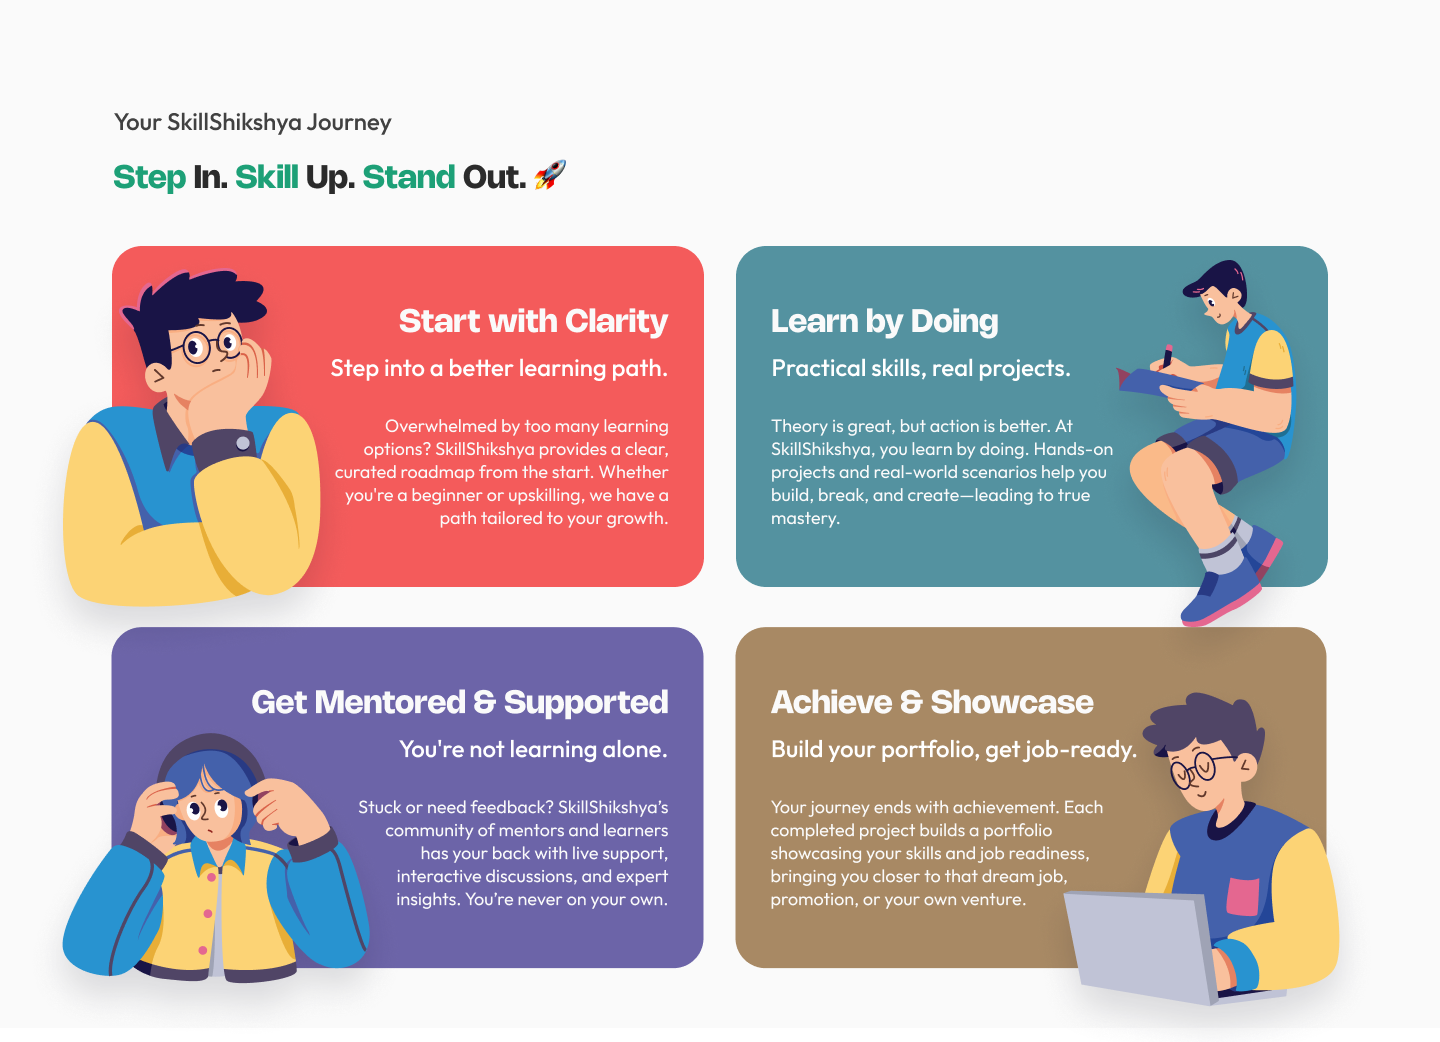 Your SkillShikshya Journey
Step In. Skill Up. Stand Out. 🚀
Start with Clarity
Step into a better learning path.
Overwhelmed by too many learning
options? SkillShikshya provides a clear,
curated roadmap from the start. Whether
you're a beginner or upskilling, we have a
path tailored to your growth.
Learn by Doing
Practical skills, real projects.
Theory is great, but action is better. At
SkillShikshya, you learn by doing. Hands-on
projects and real-world scenarios help you
build, break, and create—leading to true
mastery.
Get Mentored & Supported
You're not learning alone.
Stuck or need feedback? SkillShikshya’s
community of mentors and learners
has your back with live support,
interactive discussions, and expert
insights. You’re never on your own.
Achieve & Showcase
Build your portfolio, get job-ready.
Your journey ends with achievement. Each
completed project builds a portfolio
showcasing your skills and job readiness,
bringing you closer to that dream job,
promotion, or your own venture.